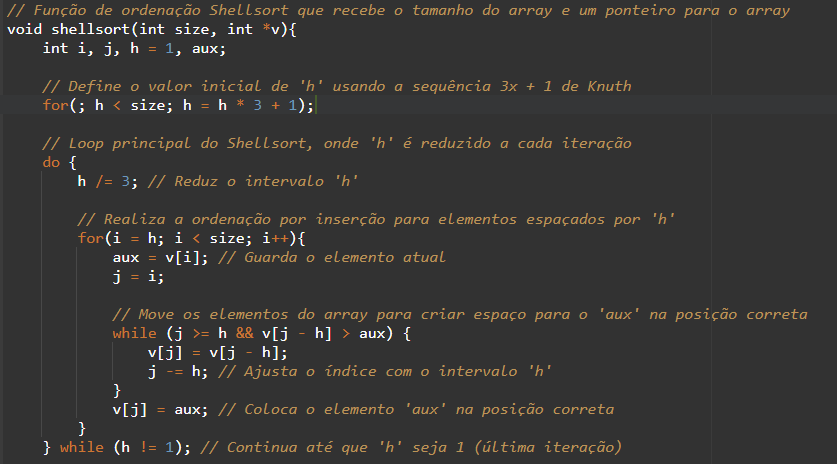 // Função de ordenação Shellsort que recebe o tamanho do array e um ponteiro para o array
void shellsort(int size, int *v){
    int i, j, h = 1, aux;

    // Define o valor inicial de 'h' usando a sequência 3x + 1 de Knuth
    for(; h < size; h = h * 3 + 1);

    // Loop principal do Shellsort, onde 'h' é reduzido a cada iteração
    do {
        h /= 3; // Reduz o intervalo 'h'

        // Realiza a ordenação por inserção para elementos espaçados por 'h'
        for(i = h; i < size; i++){
            aux = v[i]; // Guarda o elemento atual
            j = i;

            // Move os elementos do array para criar espaço para o 'aux' na posição correta
            while (j >= h && v[j - h] > aux) {
                v[j] = v[j - h];
                j -= h; // Ajusta o índice com o intervalo 'h'
            }
            v[j] = aux; // Coloca o elemento 'aux' na posição correta
        }
    } while (h != 1); // Continua até que 'h' seja 1 (última iteração)